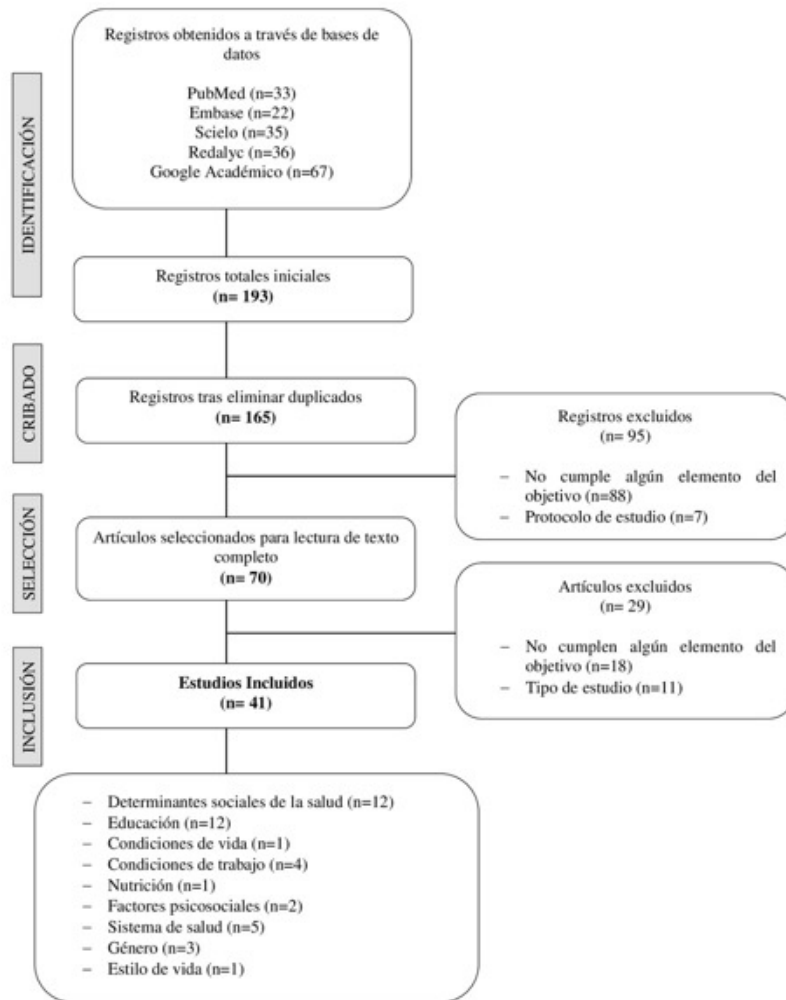 Registros obtenidos a través de bases de
datos
PubMed (n=33)
Embase (n=22)
Scielo (n=35)
Redalyc (n=36)
Google Académico (n=67)
IDENTIFICACIÓN
Registros totales iniciales
(n= 193)
CRIBADO
Registros tras eliminar duplicados
(n= 165)
Registros excluidos
(n= 95)
− No cumple algún elemento del
objetivo (n=88)
− Protocolo de estudio (n=7)
SELECCIÓN
Artículos seleccionados para lectura de texto
completo
(n= 70)
Artículos excluidos
(n= 29)
− No cumplen algún elemento del
objetivo (n=18)
− Tipo de estudio (n=11)
INCLUSIÓN
Estudios Incluidos
(n= 41)
− Determinantes sociales de la salud (n=12)
− Educación (n=12)
− Condiciones de vida (n=1)
− Condiciones de trabajo (n=4)
− Nutrición (n=1)
− Factores psicosociales (n=2)
− Sistema de salud (n=5)
− Género (n=3)
− Estilo de vida (n=1)